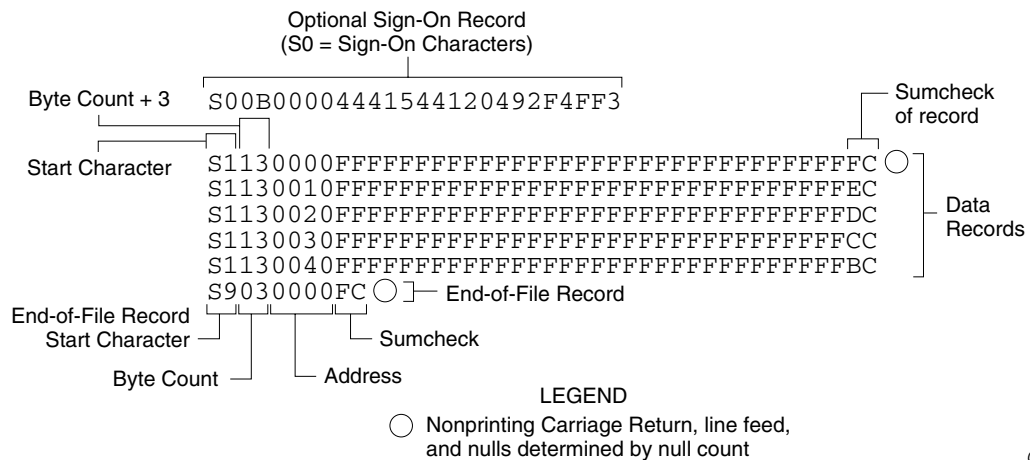 Optional Sign-On Record
(S0 = Sign-On Characters)
S00B00004441544120492F4FF3
Byte Count + 3
Sumcheck
of record
Start Character
S1130000FFFFFFFFFFFFFFFFFFFFFFFFFFFFFFFFFC
S1130010FFFFFFFFFFFFFFFFFFFFFFFFFFFFFFFFEC
S1130020FFFFFFFFFFFFFFFFFFFFFFFFFFFFFFFFDC
S1130030FFFFFFFFFFFFFFFFFFFFFFFFFFFFFFFFCC
S1130040FFFFFFFFFFFFFFFFFFFFFFFFFFFFFFFFBC
Data
Records
S9030000FC
End-of-File Record
End-of-File Record
Start Character
Sumcheck
Byte Count
Address
LEGEND
Nonprinting Carriage Return, line feed,
and nulls determined by null count